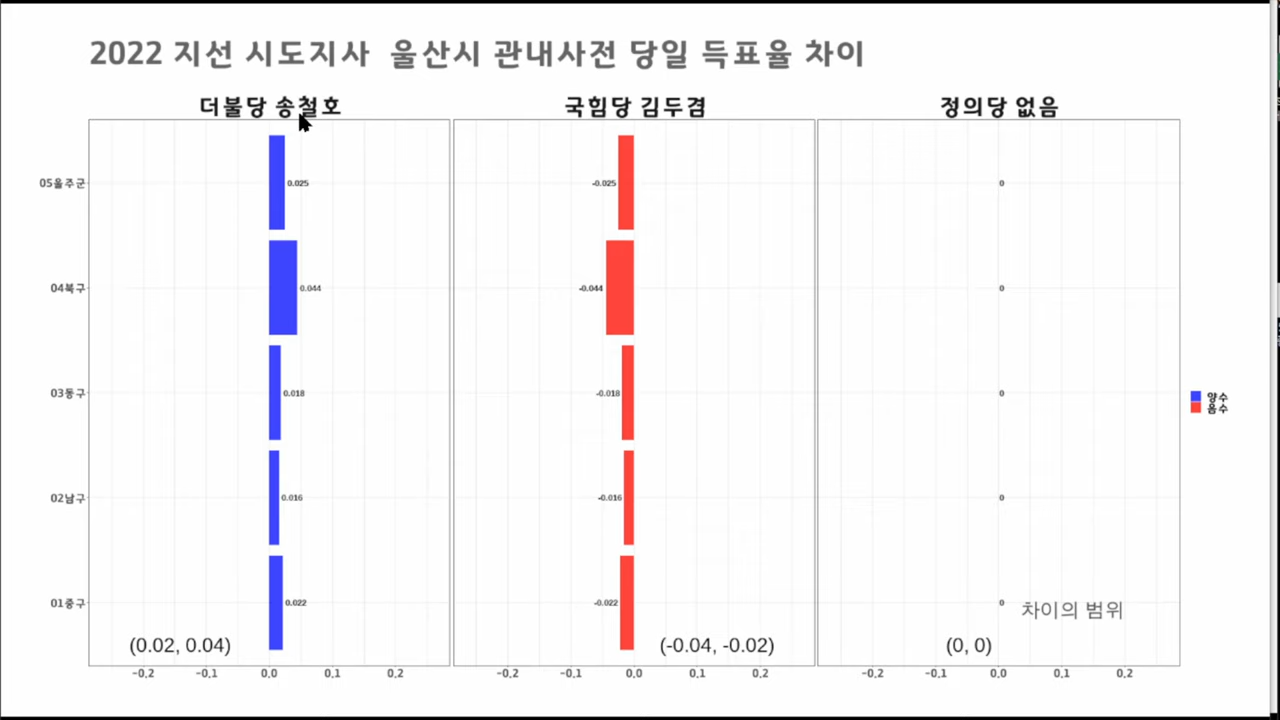 2022 지선 시도지사 울산시 관내사전 당일 득표율 차이
더불당 송철호
국힘당 김두겸
정의당 없음
05울주군
0.025
-0.025
0
04북구
0.044
-0.044
0
03동구
0.018
-0.018
0
양수
음수
02남구
0.016
-0.016
0
01중구
0.022
-0.022
0
차이의 범위
(0.02, 0.04)
(-0.04, -0.02)
(0, 0)
-0.2 -0.1 0.0 0.1 0.2
-0.2 -0.1 0.0 0.1 0.2
-0.2 -0.1 0.0 0.1 0.2